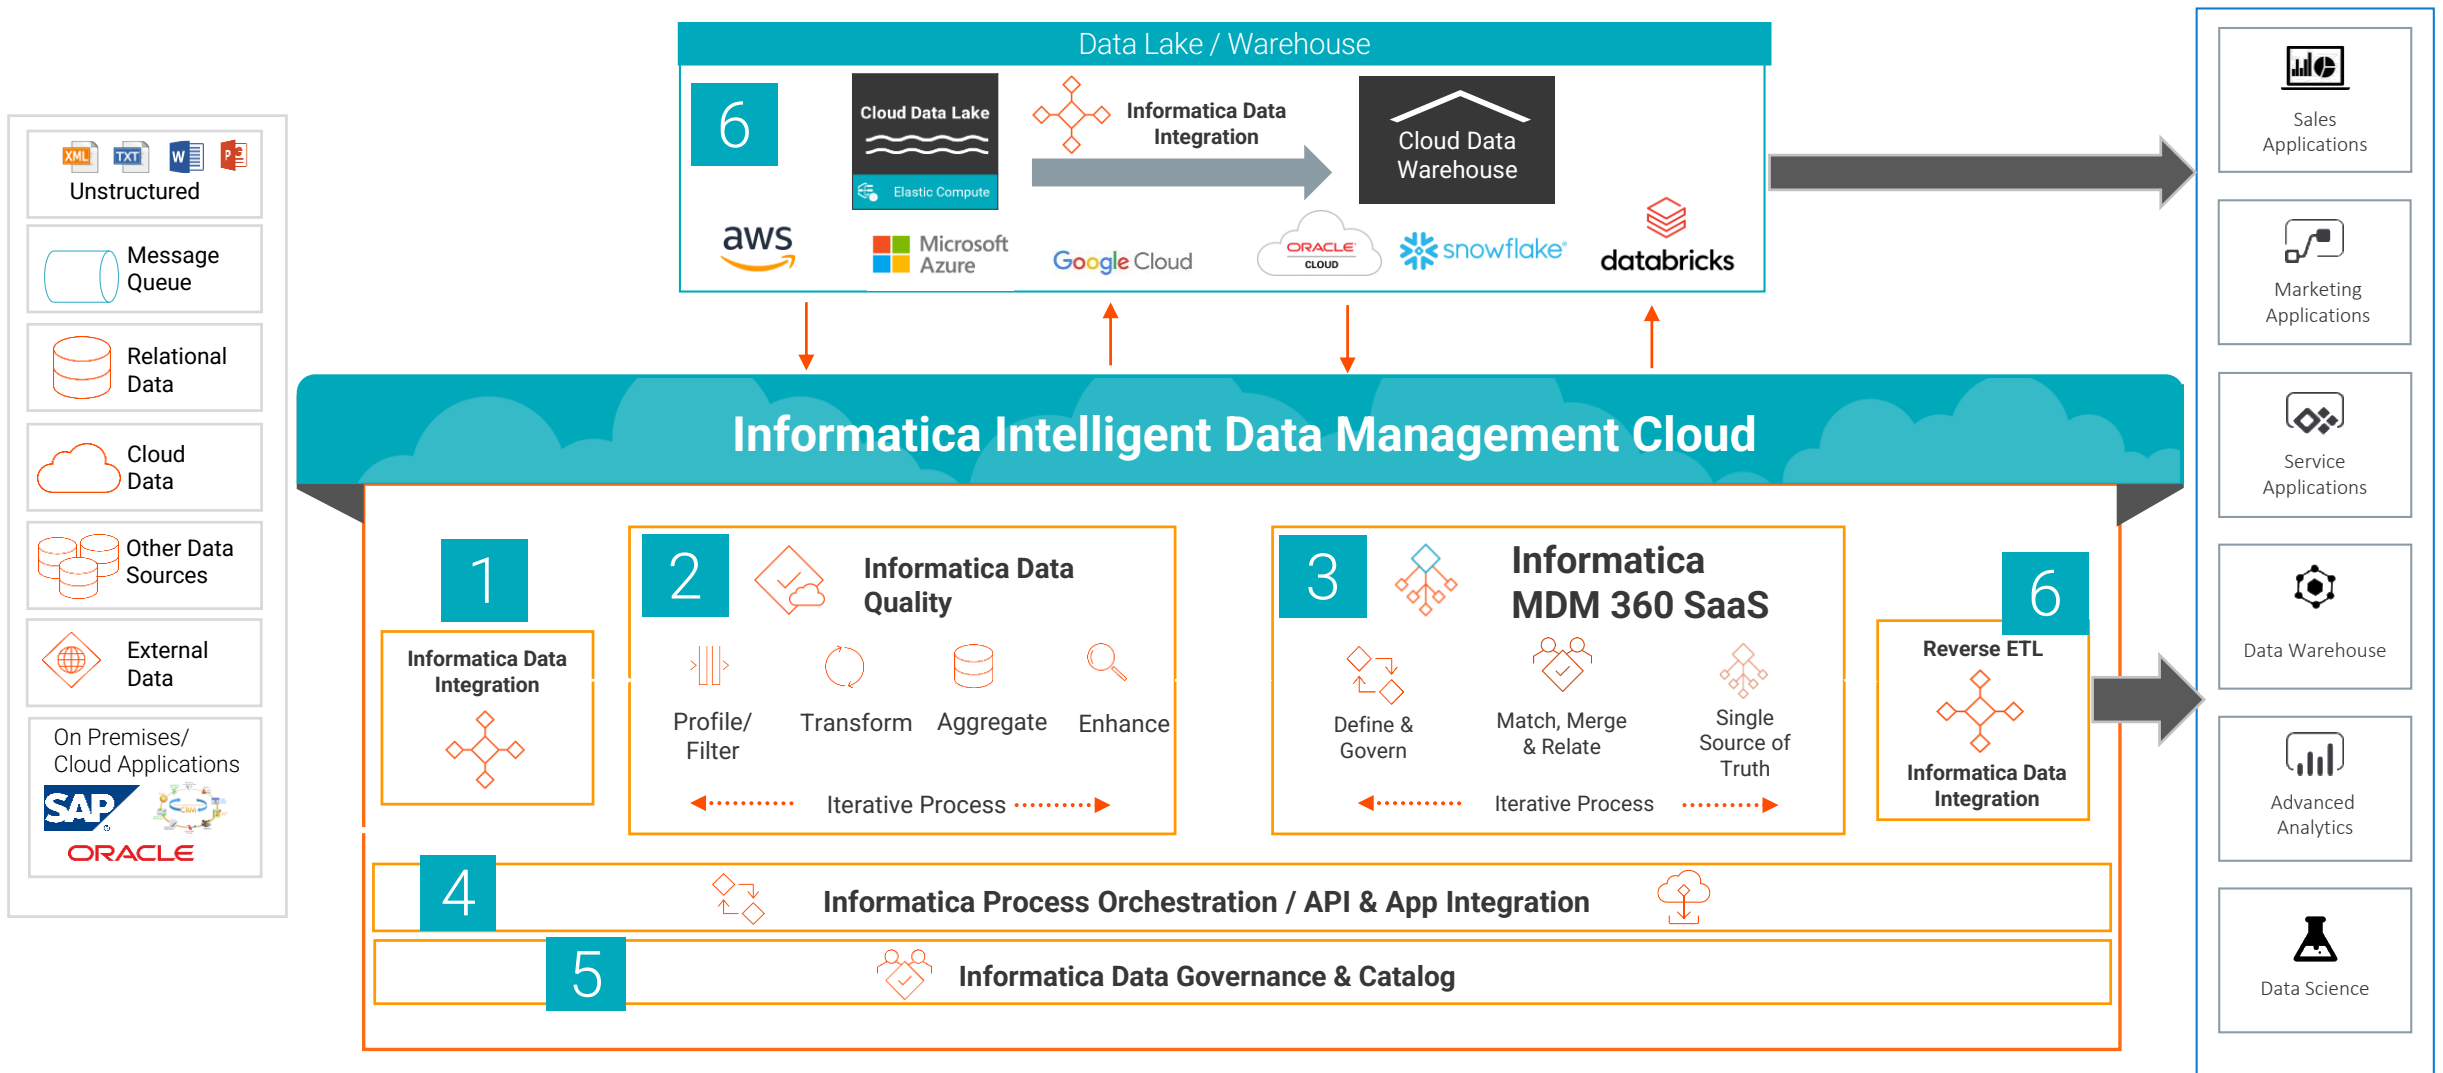 Data Lake / Warehouse
6
Cloud Data Lake
Elastic Compute
Informatica Data
Integration
Cloud Data
Warehouse
aws
Microsoft
Azure
Google Cloud
ORACLE
CLOUD
snowflake
databricks
XML
TXT
W
P
Unstructured
Message
Queue
Relational
Data
Cloud
Data
Other Data
Sources
External
Data
On Premises/
Cloud Applications
SAP
CRM
ORACLE
Informatica Intelligent Data Management Cloud
1
Informatica Data
Integration
2
Informatica Data
Quality
Profile/
Filter
Transform
Aggregate
Enhance
Iterative Process
3
Informatica
MDM 360 SaaS
Define &
Govern
Match, Merge
& Relate
Single
Source of
Truth
Iterative Process
6
Reverse ETL
Informatica Data
Integration
4
Informatica Process Orchestration / API & App Integration
5
Informatica Data Governance & Catalog
Sales
Applications
Marketing
Applications
Service
Applications
Data Warehouse
Advanced
Analytics
Data Science